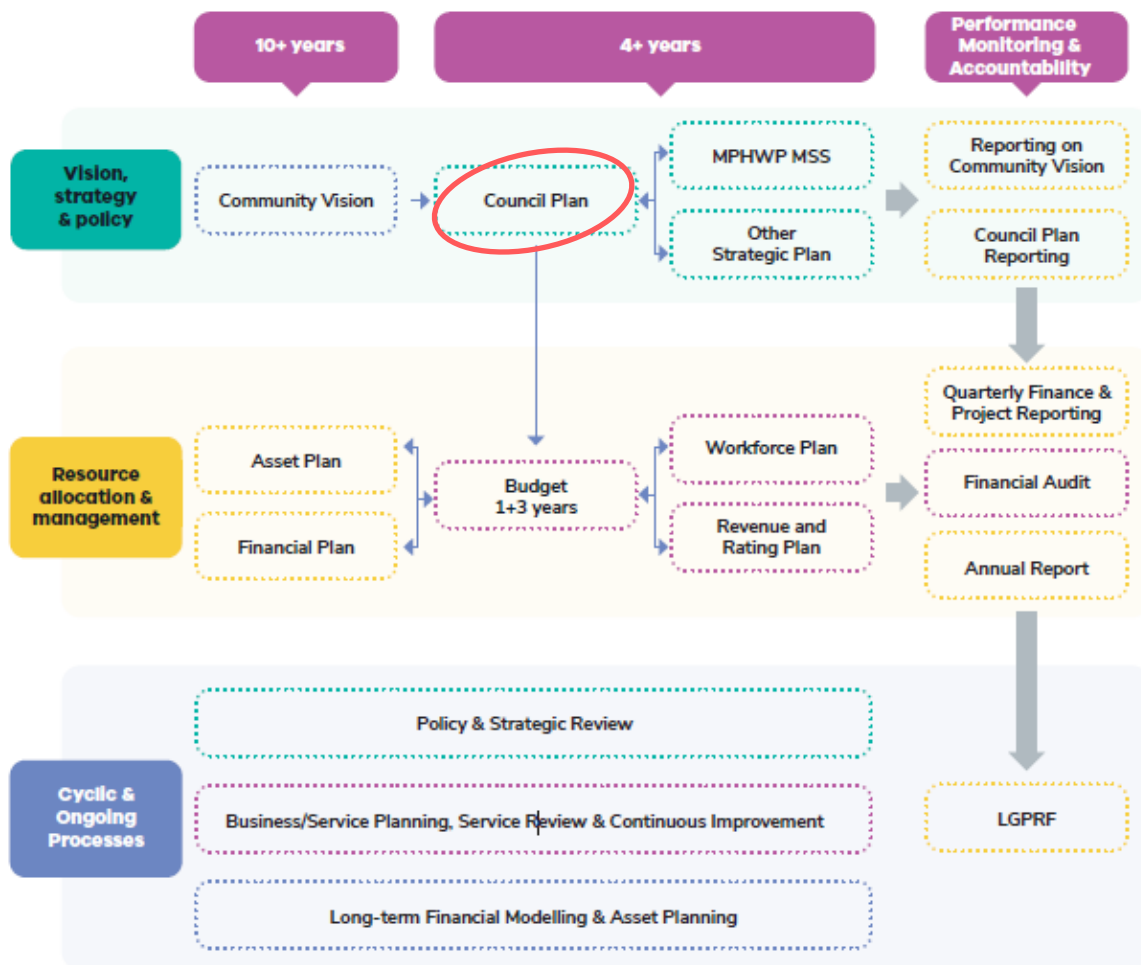 10+ years
4+ years
Performance
Monitoring &
Accountability
Vision,
strategy
& policy
Community Vision
Council Plan
MPHWP MSS
Other
Strategic Plan
Reporting on
Community Vision
Council Plan
Reporting
Resource
allocation &
management
Asset Plan
Financial Plan
Budget
1+3 years
Workforce Plan
Revenue and
Rating Plan
Quarterly Finance &
Project Reporting
Financial Audit
Annual Report
Cyclic &
Ongoing
Processes
Policy & Strategic Review
Business/Service Planning, Service Review & Continuous Improvement
Long-term Financial Modelling & Asset Planning
LGPRF